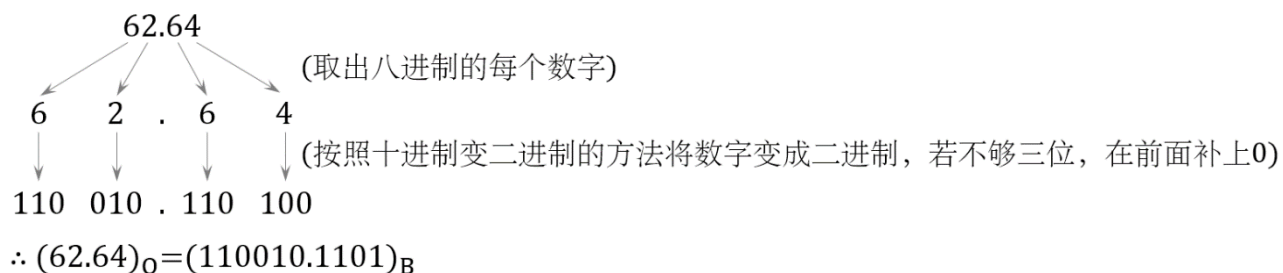 62.64
(取出八进制的每个数字)
6 2 . 6 4
(按照十进制变二进制的方法将数字变成二进制，若不够三位，在前面补上0)
110 010 . 110 100
∴ (62.64)O=(110010.1101)B